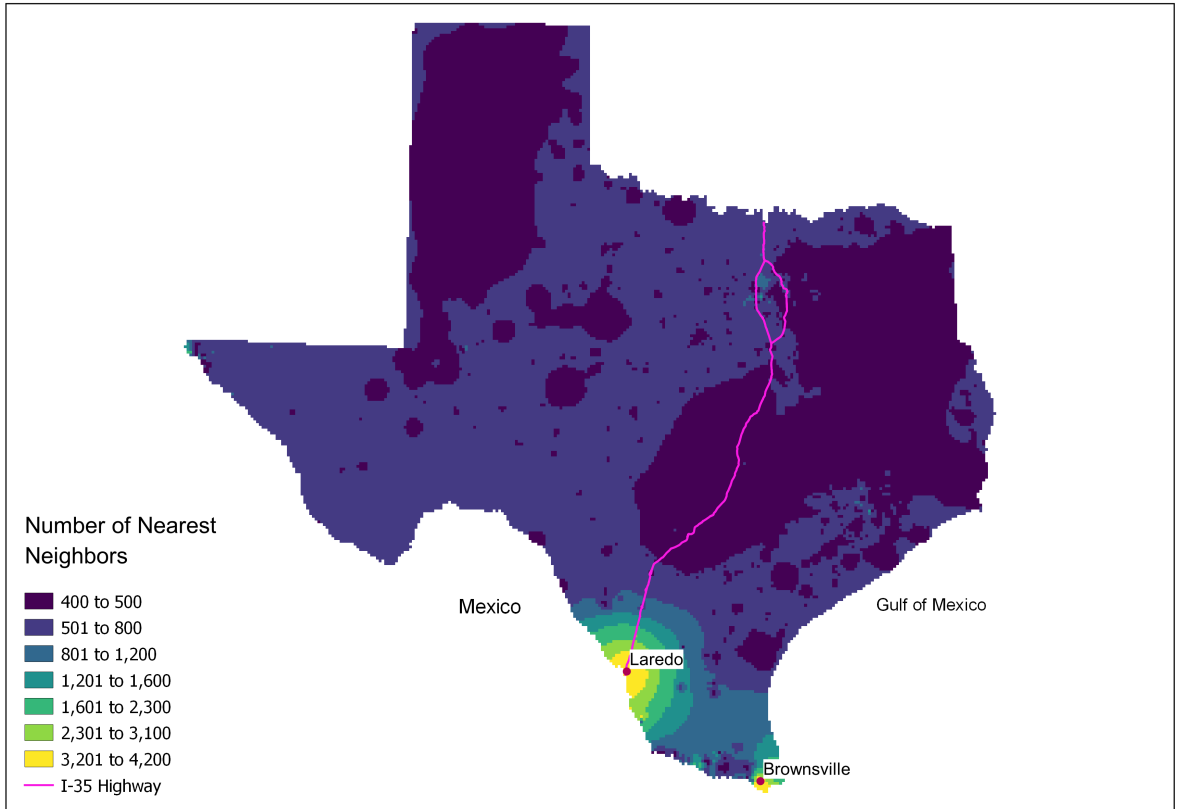 Number of Nearest
Neighbors
400 to 500
501 to 800
801 to 1,200
1,201 to 1,600
1,601 to 2,300
2,301 to 3,100
3,201 to 4,200
I-35 Highway
Mexico
Gulf of Mexico
Laredo
Brownsville